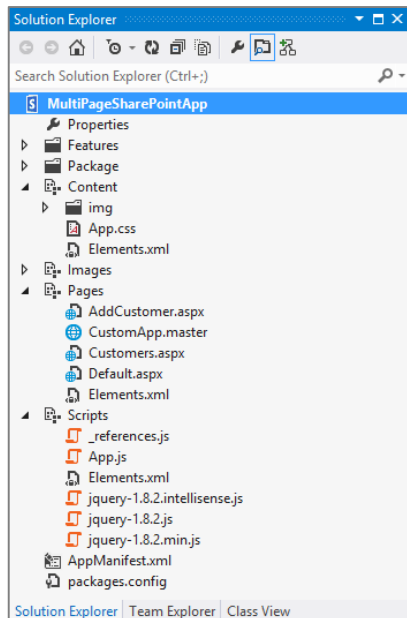 Solution Explorer
Search Solution Explorer (Ctrl+;)
MultiPageSharePointApp
Properties
Features
Package
Content
img
App.css
Elements.xml
Images
Pages
AddCustomer.aspx
CustomApp.master
Customers.aspx
Default.aspx
Elements.xml
Scripts
_references.js
App.js
Elements.xml
jquery-1.8.2.intellisense.js
jquery-1.8.2.js
jquery-1.8.2.min.js
AppManifest.xml
packages.config
Solution Explorer Team Explorer Class View